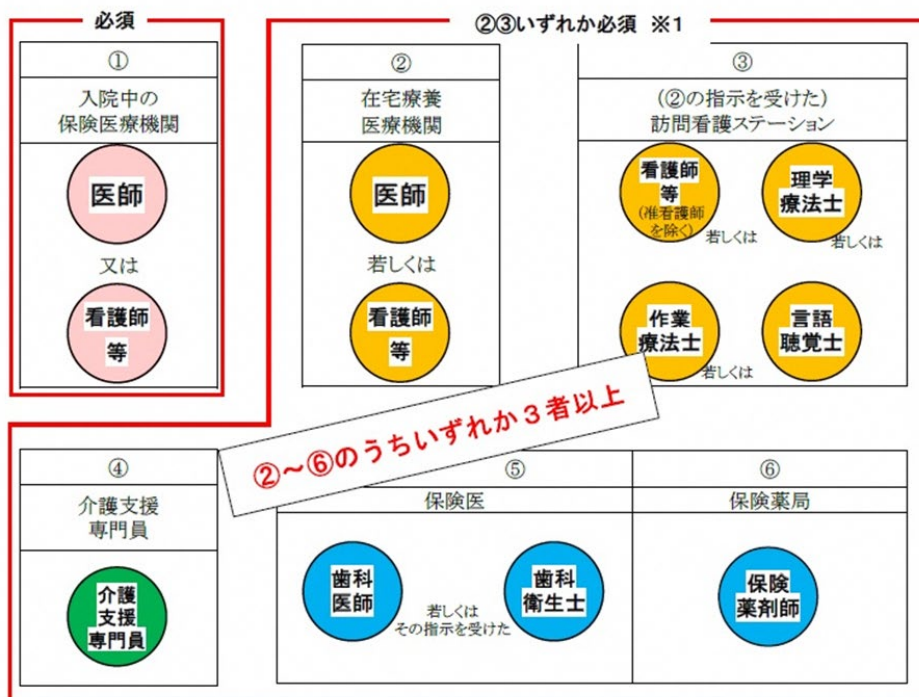 必須
②③いずれか必須 ※1
①
入院中の
保険医療機関
医師
又は
看護師
等
②
在宅療養
医療機関
医師
若しくは
看護師
等
③
(②の指示を受けた)
訪問看護ステーション
看護師
等
(准看護師
を除く)
若しくは
理学
療法士
若しくは
作業
療法士
若しくは
言語
聴覚士
②～⑥のうちいずれか3者以上
④
介護支援
専門員
介護
支援
専門員
⑤
保険医
歯科
医師
若しくは
その指示を受けた
歯科
衛生士
⑥
保険薬局
保険
薬剤師